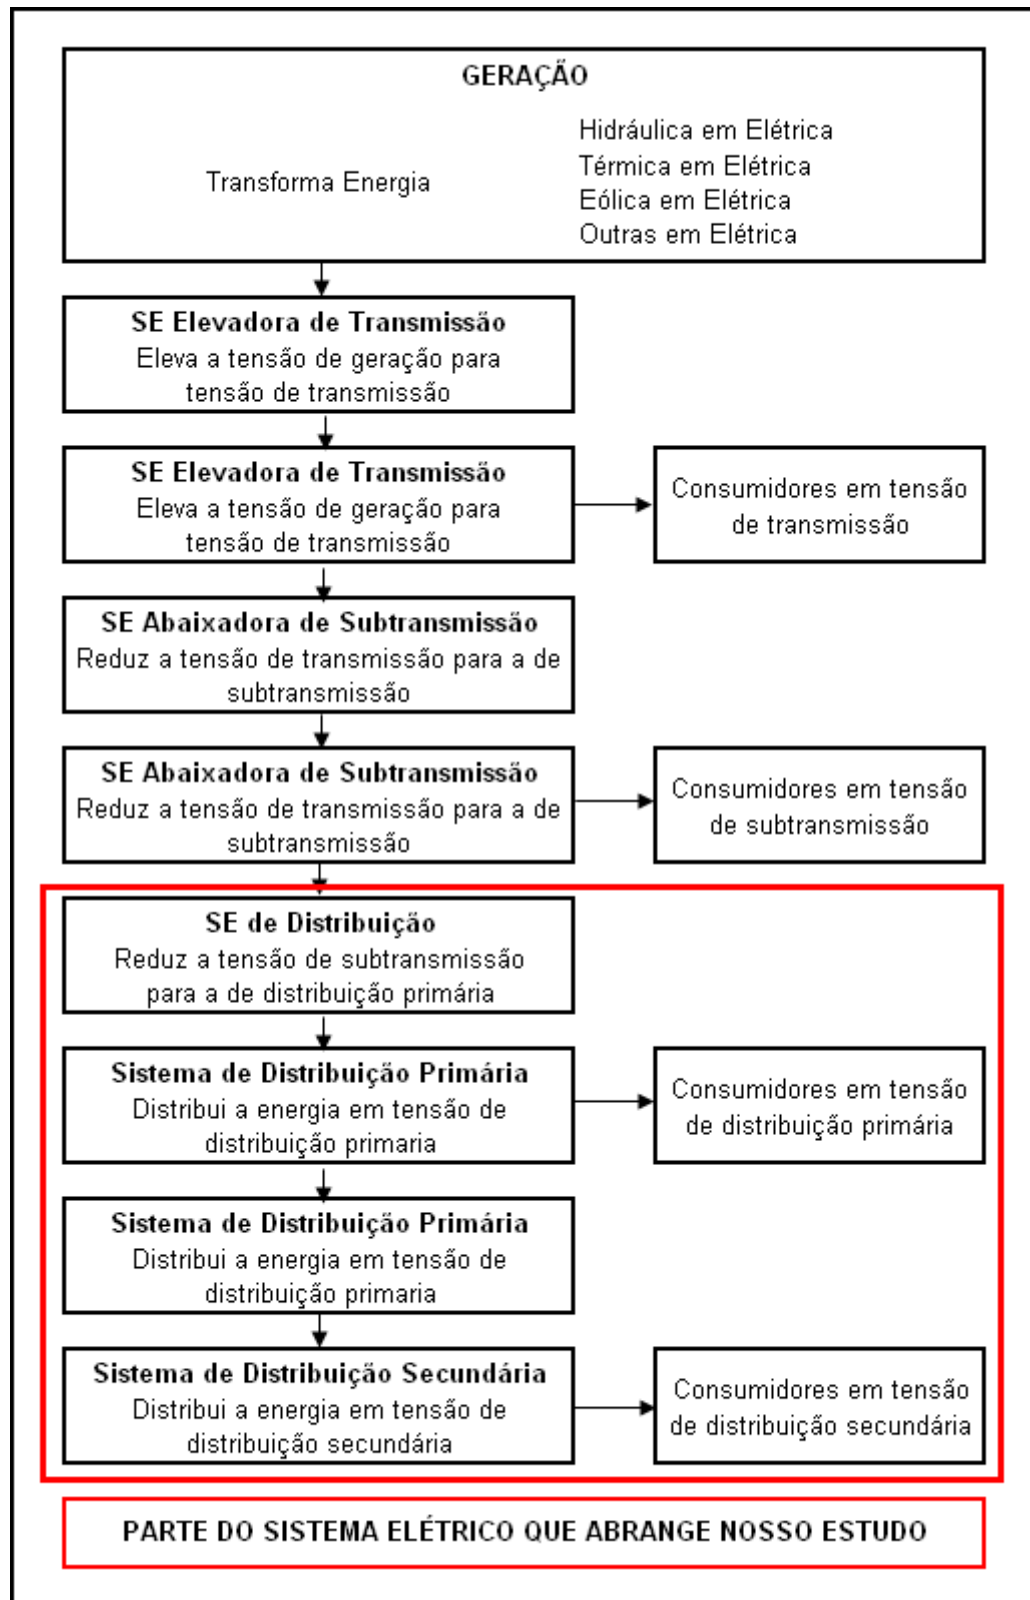 GERAÇÃO
Transforma Energia
Hidráulica em Elétrica
Térmica em Elétrica
Eólica em Elétrica
Outras em Elétrica
SE Elevadora de Transmissão
Eleva a tensão de geração para
tensão de transmissão
SE Elevadora de Transmissão
Eleva a tensão de geração para
tensão de transmissão
Consumidores em tensão
de transmissão
SE Abaixadora de Subtransmissão
Reduz a tensão de transmissão para a de
subtransmissão
SE Abaixadora de Subtransmissão
Reduz a tensão de transmissão para a de
subtransmissão
Consumidores em tensão
de subtransmissão
SE de Distribuição
Reduz a tensão de subtransmissão
para a de distribuição primária
Sistema de Distribuição Primária
Distribui a energia em tensão de
distribuição primaria
Consumidores em tensão
de distribuição primária
Sistema de Distribuição Primária
Distribui a energia em tensão de
distribuição primaria
Sistema de Distribuição Secundária
Distribui a energia em tensão de
distribuição secundária
Consumidores em tensão
de distribuição secundária
PARTE DO SISTEMA ELÉTRICO QUE ABRANGE NOSSO ESTUDO